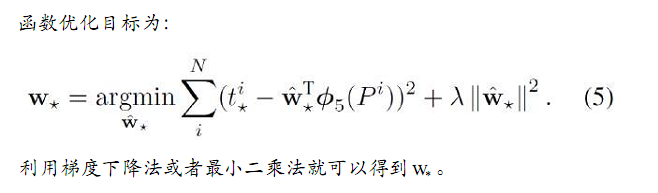 函数优化目标为:
w⋆ = argmin_{ŵ⋆} ∑_{i}^{N} (t⋆^i − ŵ⋆^T ϕ₅(P^i))² + λ ‖ŵ⋆‖² . (5)
利用梯度下降法或者最小二乘法就可以得到 w⋆。